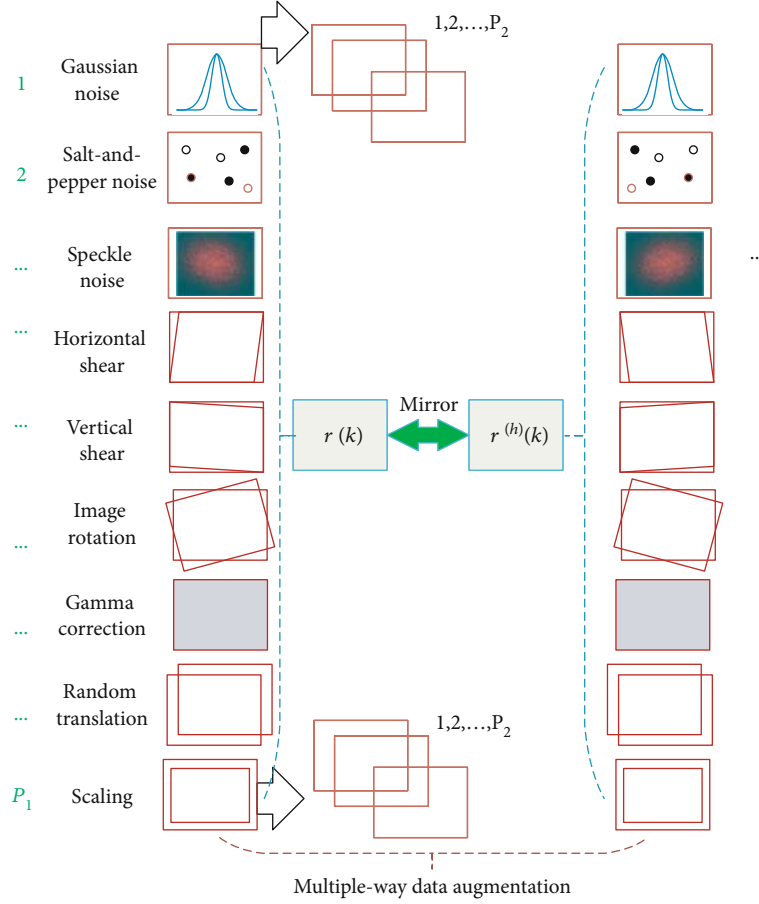 1,2,...,P2
1 Gaussian noise
2 Salt-and-pepper noise
... Speckle noise
..
... Horizontal shear
Mirror
r (k)
r (h)(k)
... Vertical shear
... Image rotation
... Gamma correction
... Random translation
1,2,...,P2
P1 Scaling
Multiple-way data augmentation